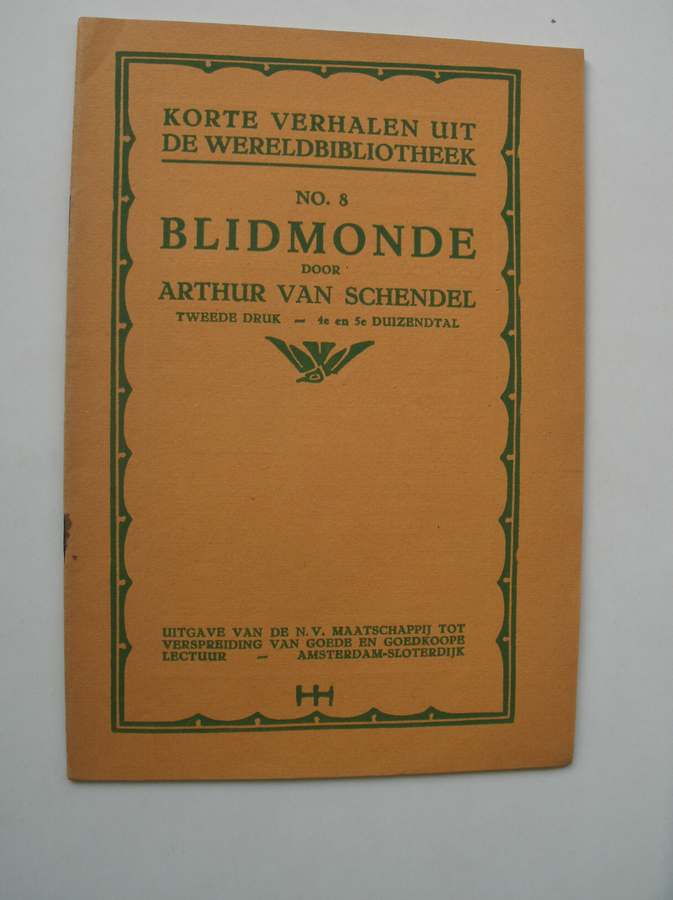 KORTE VERHALEN UIT
DE WERELDBIBLIOTHEEK
NO. 8
BLIDMONDE
DOOR
ARTHUR VAN SCHENDEL
TWEEDE DRUK — 4e en 5e DUIZENDTAL
UITGAVE VAN DE N.V. MAATSCHAPPIJ TOT
VERSPREIDING VAN GOEDE EN GOEDKOOPE
LECTUUR — AMSTERDAM-SLOTERDIJK